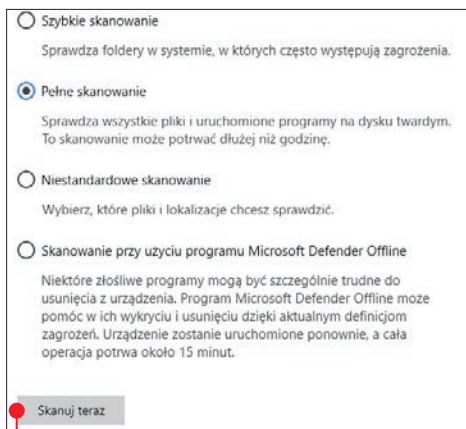 Szybkie skanowanie
Sprawdza foldery w systemie, w których często występują zagrożenia.
Pełne skanowanie
Sprawdza wszystkie pliki i uruchomione programy na dysku twardym.
To skanowanie może potrwać dłużej niż godzinę.
Niestandardowe skanowanie
Wybierz, które pliki i lokalizacje chcesz sprawdzić.
Skanowanie przy użyciu programu Microsoft Defender Offline
Niektóre złośliwe programy mogą być szczególnie trudne do
usunięcia z urządzenia. Program Microsoft Defender Offline może
pomóc w ich wykryciu i usunięciu dzięki aktualnym definicjom
zagrożeń. Urządzenie zostanie uruchomione ponownie, a cała
operacja potrwa około 15 minut.
Skanuj teraz